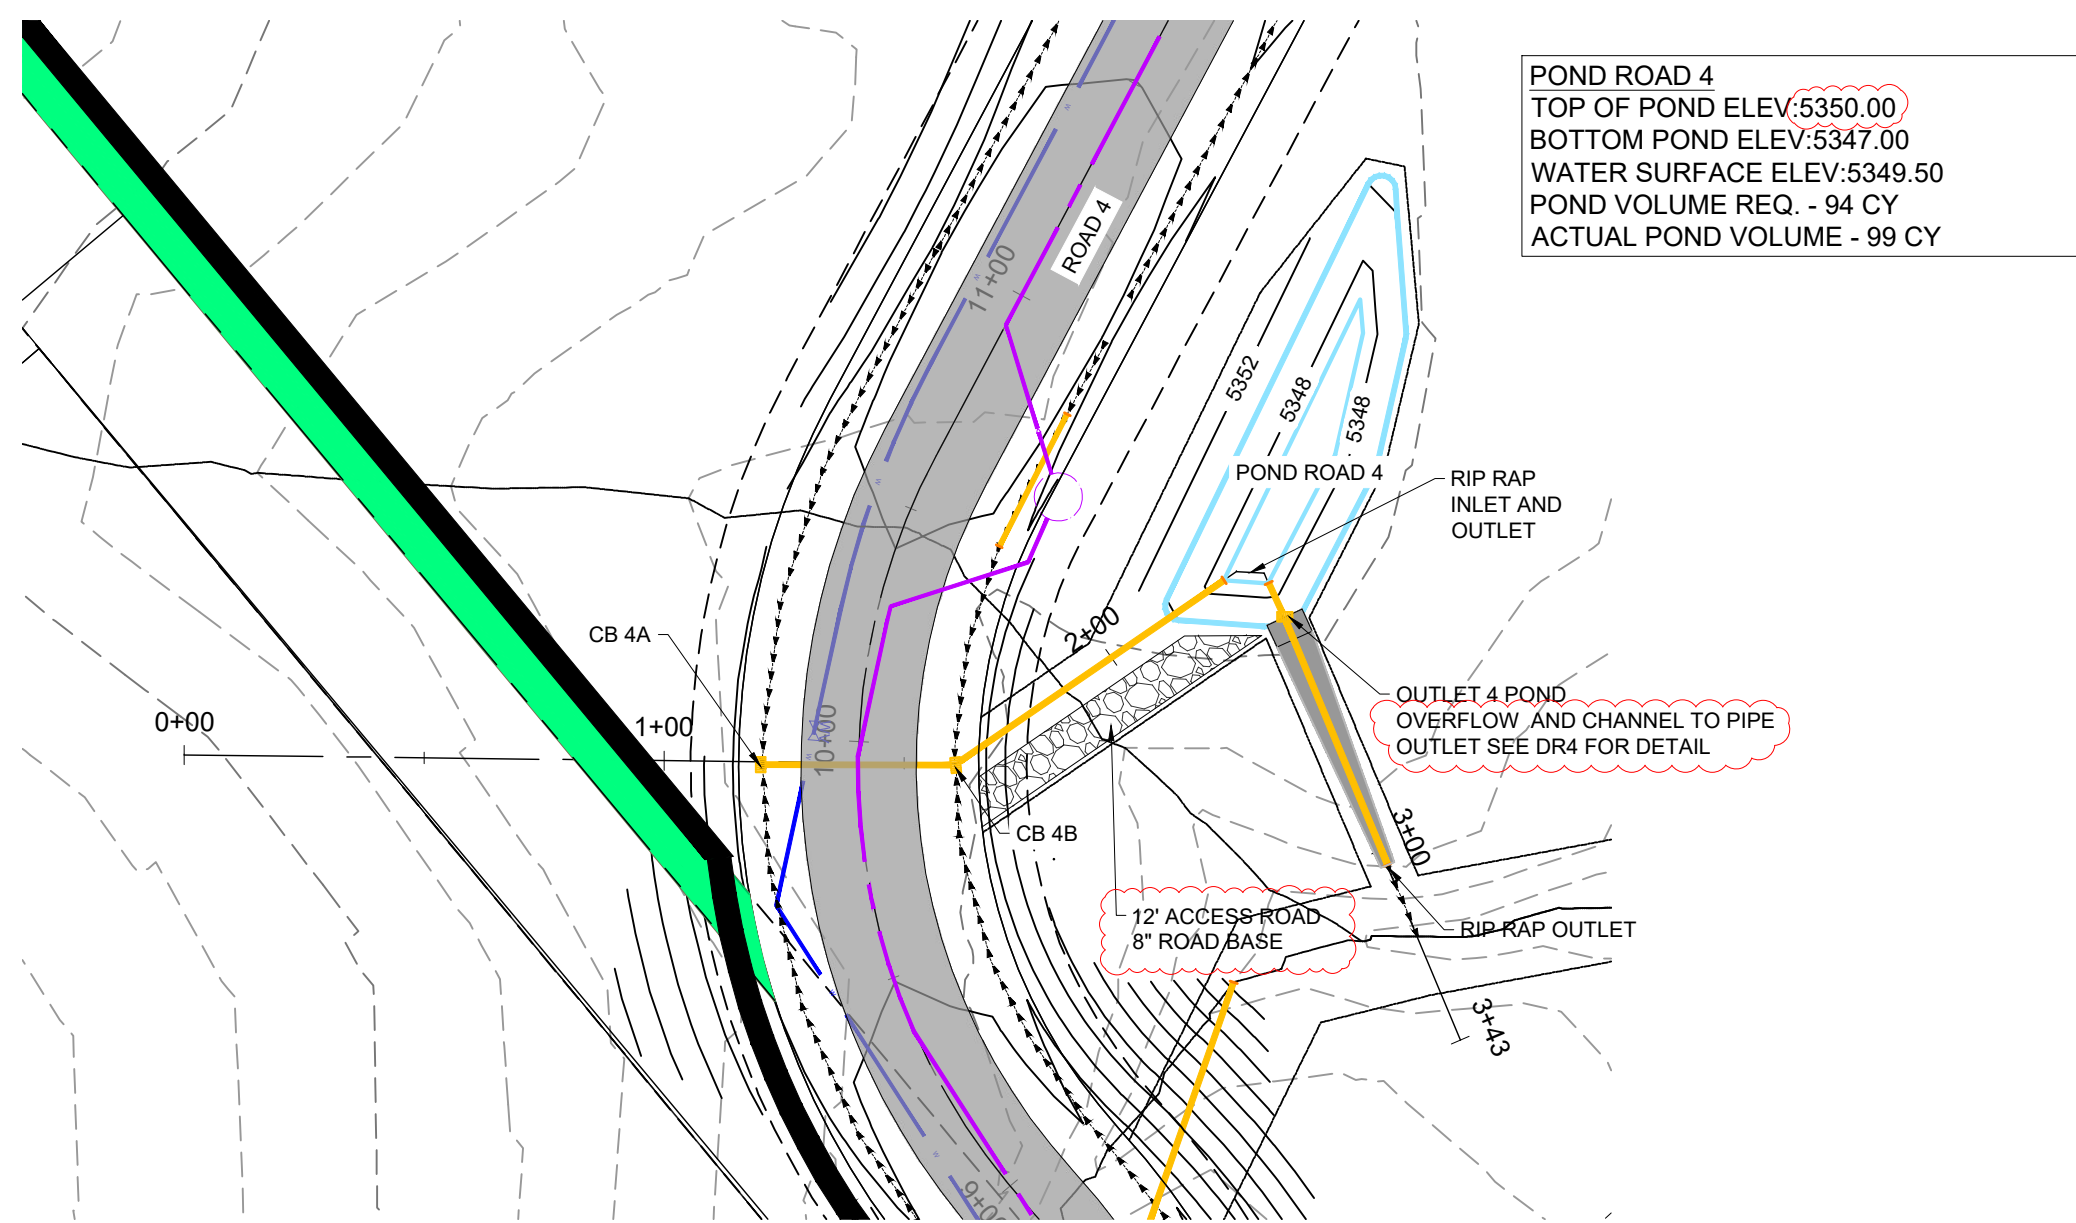 POND ROAD 4
TOP OF POND ELEV:5350.00
BOTTOM POND ELEV:5347.00
WATER SURFACE ELEV:5349.50
POND VOLUME REQ. - 94 CY
ACTUAL POND VOLUME - 99 CY
ROAD 4
11+00
5352
5348
5348
POND ROAD 4
RIP RAP
INLET AND
OUTLET
CB 4A
2+00
0+00
1+00
10+00
OUTLET 4 POND
OVERFLOW AND CHANNEL TO PIPE
OUTLET SEE DR4 FOR DETAIL
CB 4B
3+00
12' ACCESS ROAD
8" ROAD BASE
RIP RAP OUTLET
3+43
9+00
W
W
W
W
W
W
W